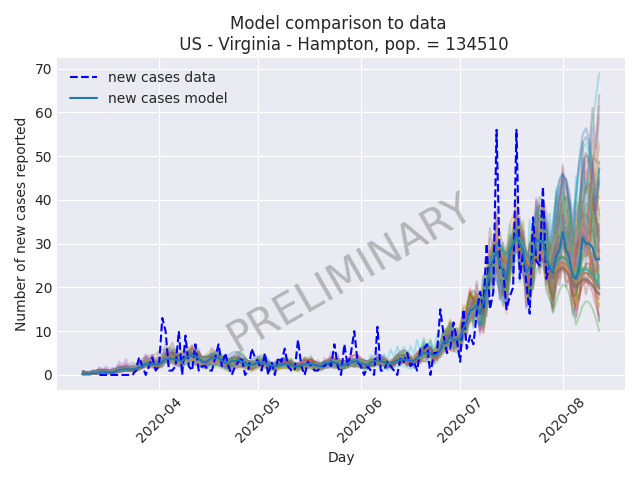 Model comparison to data
US - Virginia - Hampton, pop. = 134510
new cases data
new cases model
PRELIMINARY
Number of new cases reported
70
60
50
40
30
20
10
0
2020-04
2020-05
2020-06
2020-07
2020-08
Day